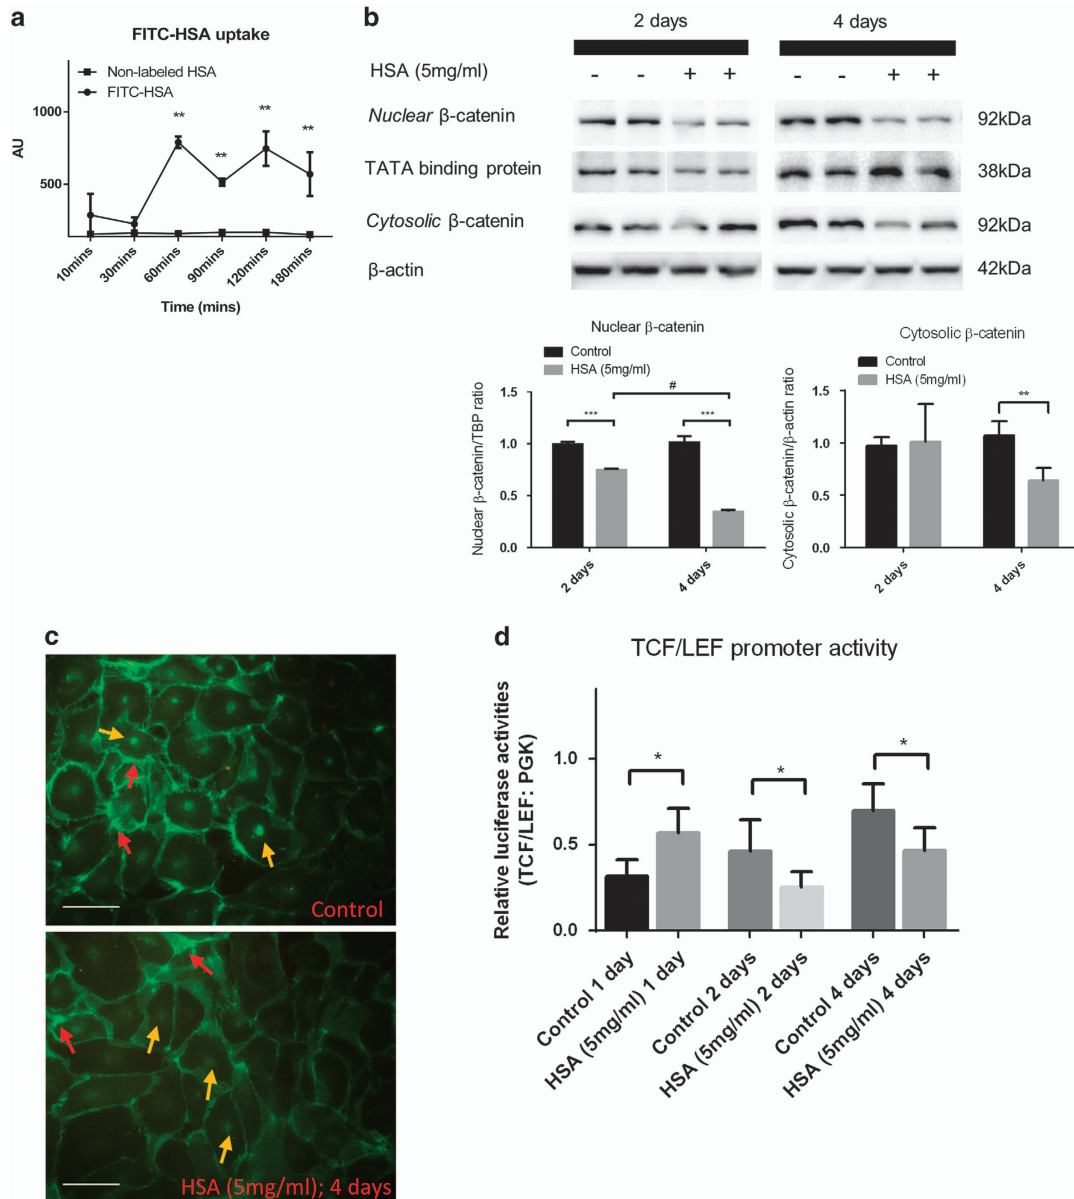 a
FITC-HSA uptake
Non-labeled HSA
FITC-HSA
1000
500
AU
**
**
**
**
10mins
30mins
60mins
90mins
120mins
180mins
Time (mins)
b
2 days
4 days
HSA (5mg/ml)
- - + + - - + +
Nuclear β-catenin
92kDa
TATA binding protein
38kDa
Cytosolic β-catenin
92kDa
β-actin
42kDa
Nuclear β-catenin
Control
HSA (5mg/ml)
Nuclear β-catenin/TBP ratio
1.5
1.0
0.5
0.0
#
***
***
2 days
4 days
Cytosolic β-catenin
Control
HSA (5mg/ml)
Cytosolic β-catenin/β-actin ratio
1.5
1.0
0.5
0.0
**
2 days
4 days
c
Control
HSA (5mg/ml); 4 days
d
TCF/LEF promoter activity
Relative luciferase activities
(TCF/LEF: PGK)
1.0
0.5
0.0
*
*
*
Control 1 day
HSA (5mg/ml) 1 day
Control 2 days
HSA (5mg/ml) 2 days
Control 4 days
HSA (5mg/ml) 4 days